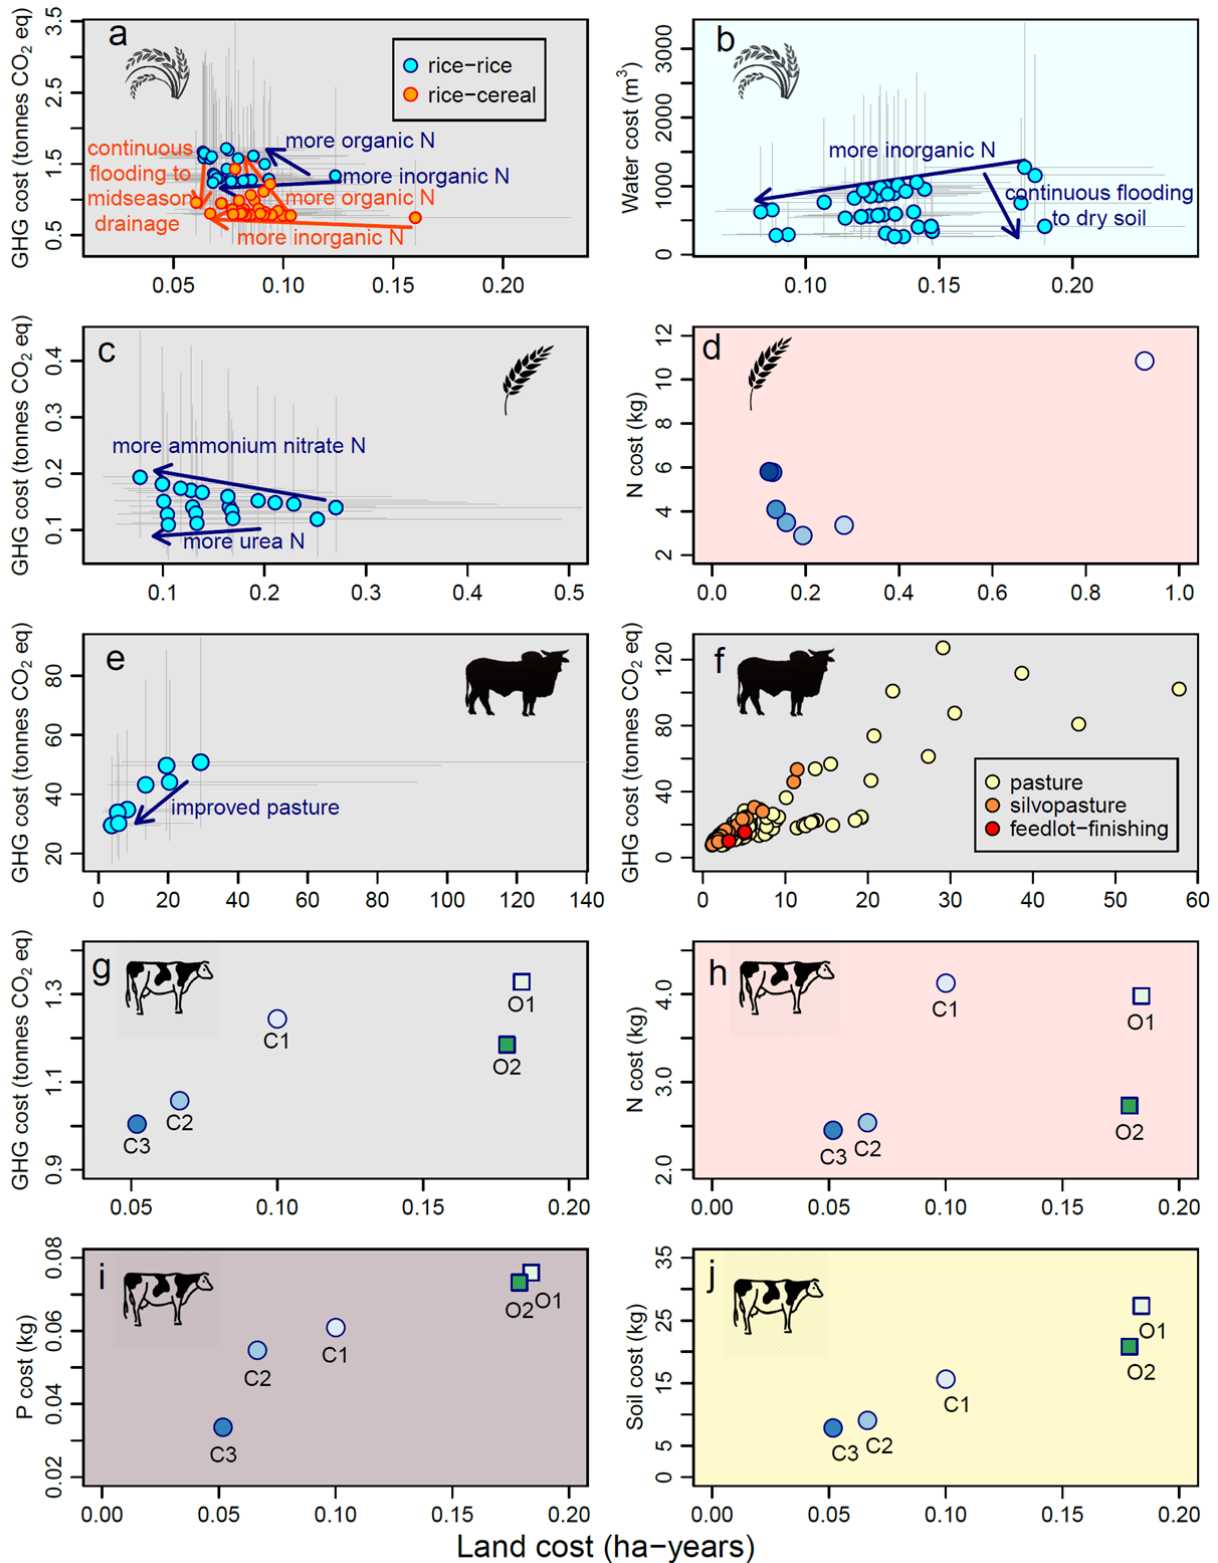 a
GHG cost (tonnes CO₂ eq)
3.5
2.5
1.5
0.5
rice−rice
rice−cereal
continuous
flooding to
midseason
drainage
more organic N
more inorganic N
more organic N
more inorganic N
0.05
0.10
0.15
0.20
b
Water cost (m³)
3000
2000
1000
0
more inorganic N
continuous flooding
to dry soil
0.10
0.15
0.20
c
GHG cost (tonnes CO₂ eq)
0.4
0.3
0.2
0.1
more ammonium nitrate N
more urea N
0.1
0.2
0.3
0.4
0.5
d
N cost (kg)
12
10
8
6
4
2
0.0
0.2
0.4
0.6
0.8
1.0
e
GHG cost (tonnes CO₂ eq)
80
60
40
20
improved pasture
0
20
40
60
80
100
120
140
f
GHG cost (tonnes CO₂ eq)
120
80
40
0
pasture
silvopasture
feedlot−finishing
0
10
20
30
40
50
60
g
GHG cost (tonnes CO₂ eq)
1.3
1.1
0.9
O1
C1
O2
C2
C3
0.05
0.10
0.15
0.20
h
N cost (kg)
4.0
3.0
2.0
C1
O1
O2
C3
C2
0.00
0.05
0.10
0.15
0.20
i
P cost (kg)
0.08
0.06
0.04
0.02
O2
O1
C1
C2
C3
0.00
0.05
0.10
0.15
0.20
j
Soil cost (kg)
35
25
15
5
0
O1
O2
C1
C3
C2
0.00
0.05
0.10
0.15
0.20
Land cost (ha−years)